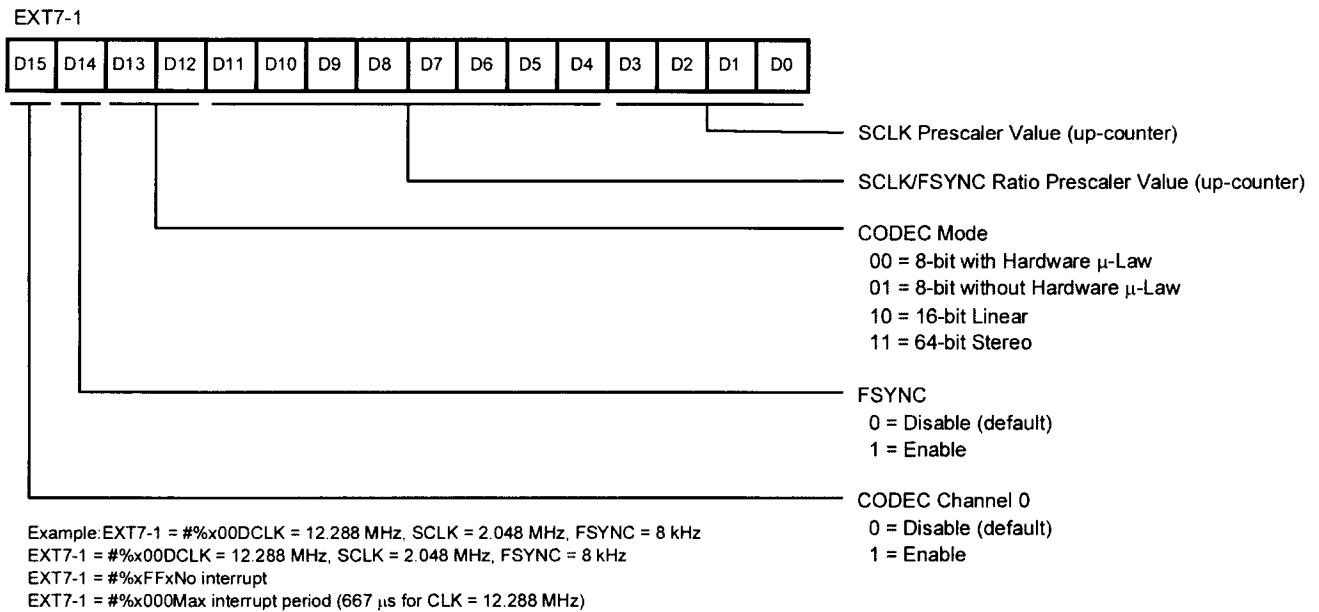 EXT7-1
D15 D14 D13 D12 D11 D10 D9 D8 D7 D6 D5 D4 D3 D2 D1 D0
SCLK Prescaler Value (up-counter)
SCLK/FSYNC Ratio Prescaler Value (up-counter)
CODEC Mode
00 = 8-bit with Hardware μ-Law
01 = 8-bit without Hardware μ-Law
10 = 16-bit Linear
11 = 64-bit Stereo
FSYNC
0 = Disable (default)
1 = Enable
CODEC Channel 0
0 = Disable (default)
1 = Enable
Example:EXT7-1 = #%x00DCLK = 12.288 MHz, SCLK = 2.048 MHz, FSYNC = 8 kHz
EXT7-1 = #%x00DCLK = 12.288 MHz, SCLK = 2.048 MHz, FSYNC = 8 kHz
EXT7-1 = #%xFFxNo interrupt
EXT7-1 = #%x000Max interrupt period (667 μs for CLK = 12.288 MHz)